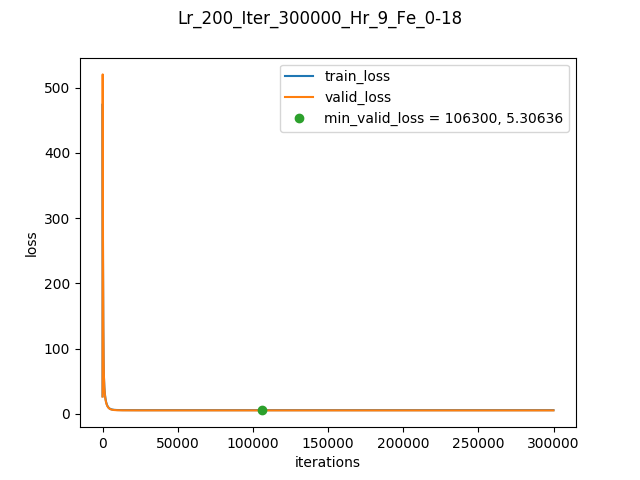 Lr_200_Iter_300000_Hr_9_Fe_0-18
train_loss
valid_loss
min_valid_loss = 106300, 5.30636
500
400
300
200
100
0
loss
0 50000 100000 150000 200000 250000 300000
iterations